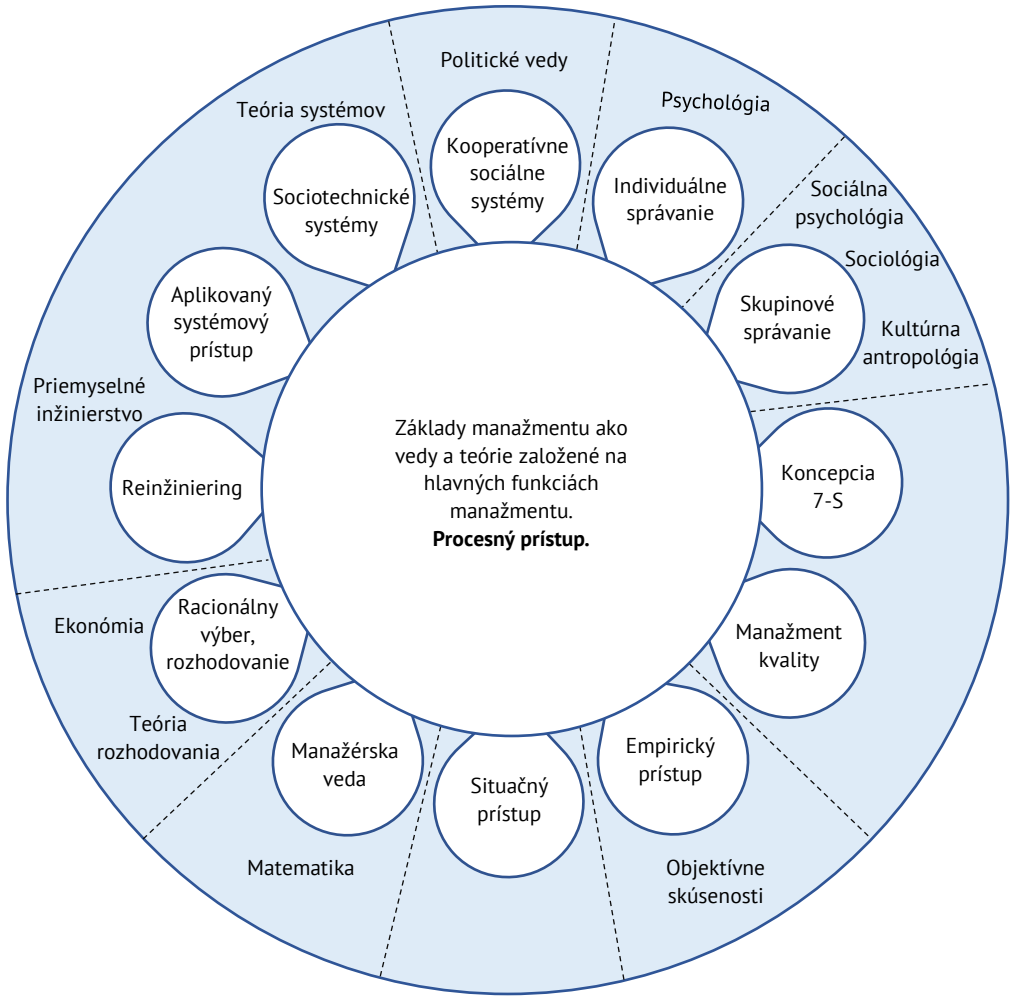 Politické vedy
Kooperatívne
sociálne
systémy
Psychológia
Individuálne
správanie
Sociálna
psychológia
Sociológia
Kultúrna
antropológia
Skupinové
správanie
Koncepcia
7-S
Manažment
kvality
Empirický
prístup
Objektívne
skúsenosti
Situačný
prístup
Manažérska
veda
Matematika
Racionálny
výber,
rozhodovanie
Ekonómia
Teória
rozhodovania
Reinžiniering
Priemyselné
inžinierstvo
Aplikovaný
systémový
prístup
Teória systémov
Sociotechnické
systémy
Základy manažmentu ako
vedy a teórie založené na
hlavných funkciách
manažmentu.
Procesný prístup.